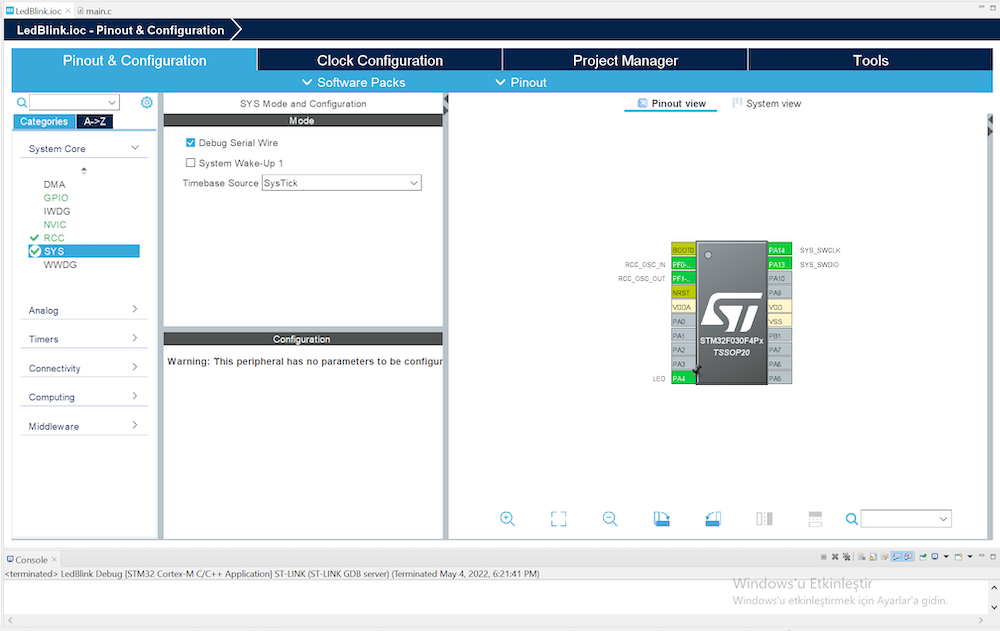 LedBlink.ioc
main.c
LedBlink.ioc - Pinout & Configuration
Pinout & Configuration
Clock Configuration
Project Manager
Tools
Software Packs
Pinout
Categories
A->Z
System Core
DMA
GPIO
IWDG
NVIC
RCC
SYS
WWDG
Analog
Timers
Connectivity
Computing
Middleware
SYS Mode and Configuration
Mode
Debug Serial Wire
System Wake-Up 1
Timebase Source SysTick
Configuration
Warning: This peripheral has no parameters to be configur
Pinout view
System view
BOOT0
PA14
SYS_SWCLK
RCC_OSC_IN
PF0-..
PA13
SYS_SWDIO
RCC_OSC_OUT
PF1-..
PA10
NRST
PA9
VDDA
VDD
PA0
VSS
PA1
PB1
PA2
PA7
PA3
PA6
LED
PA4
PA5
ST
STM32F030F4Px
TSSOP20
Console
<terminated> LedBlink Debug [STM32 Cortex-M C/C++ Application] ST-LINK (ST-LINK GDB server) (Terminated May 4, 2022, 6:21:41 PM)
Windows'u Etkinleştir
Windows'u etkinleştirmek için Ayarlar'a gidin.